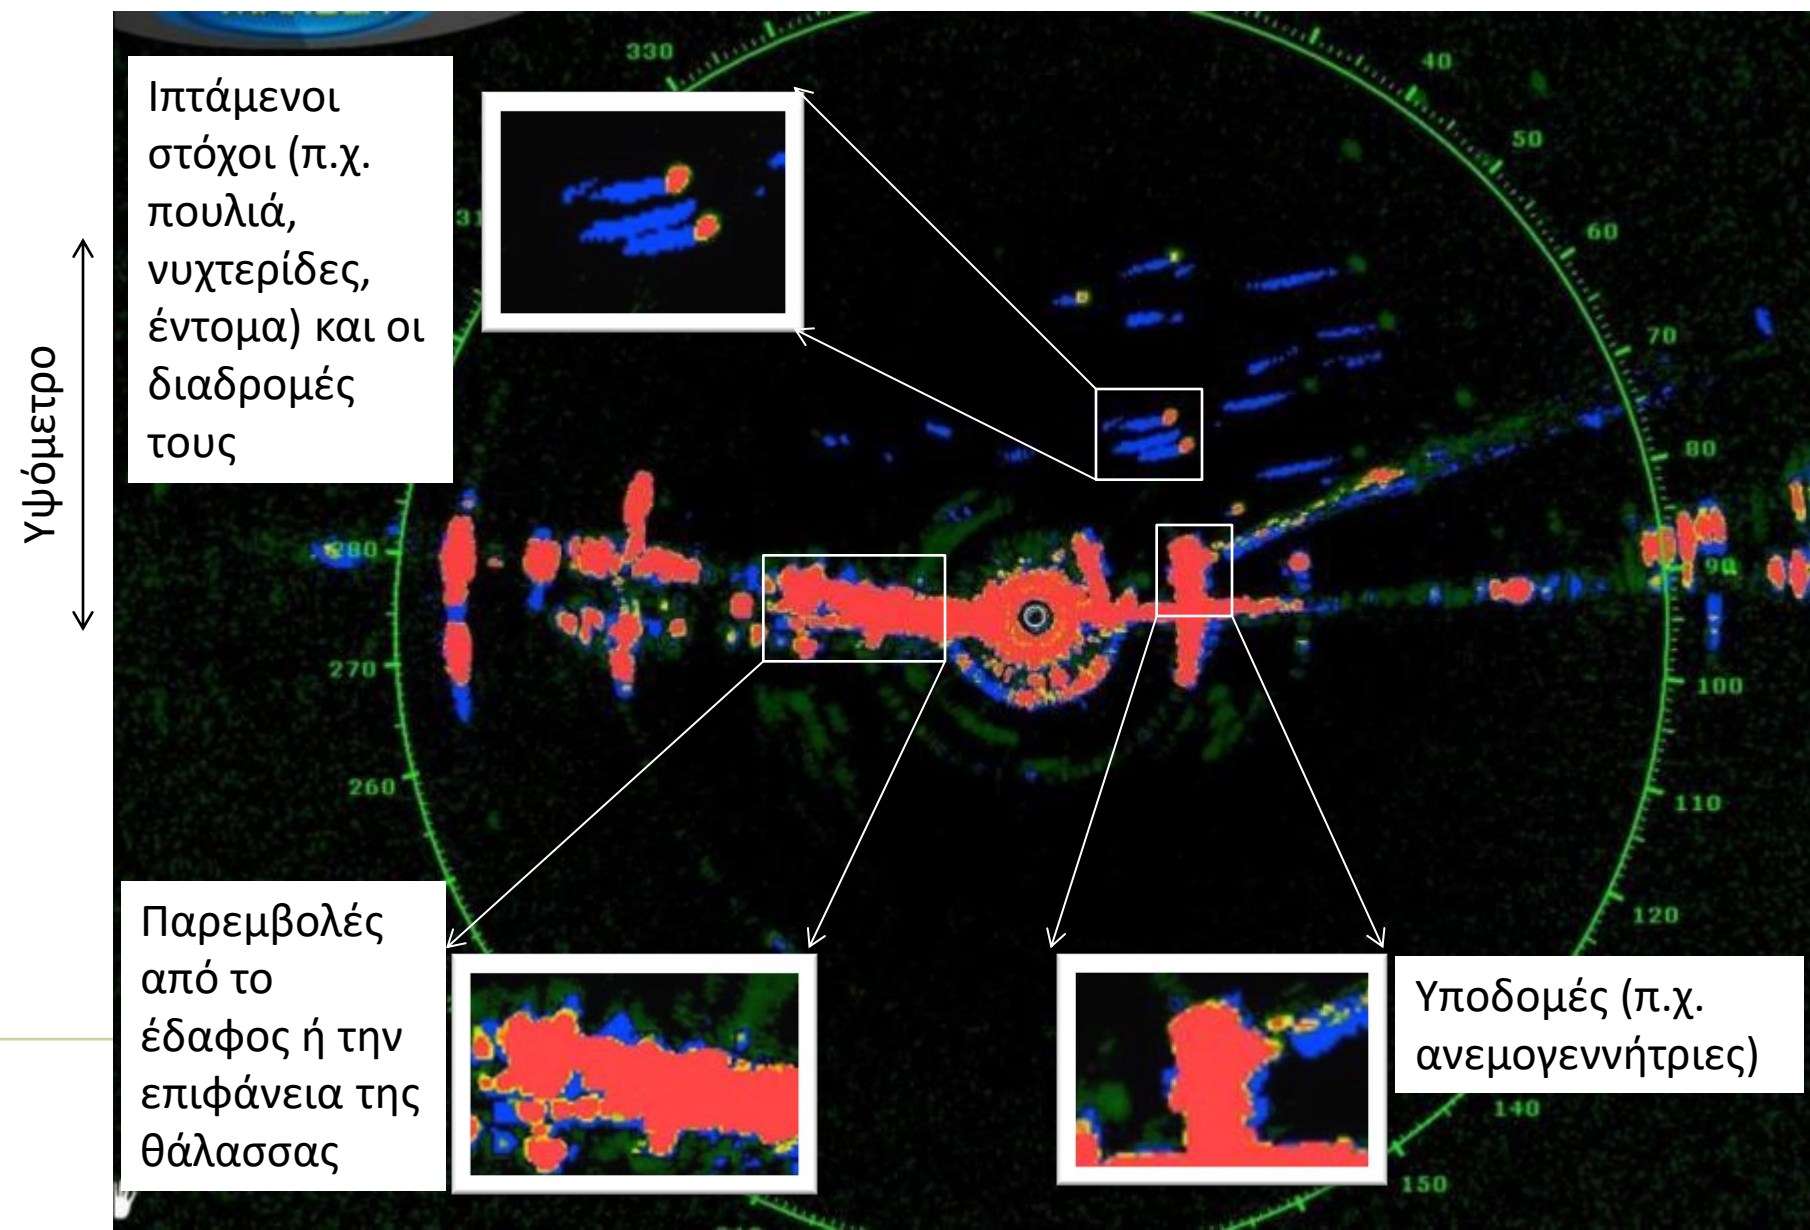 330
40
Ιπτάμενοι
στόχοι (π.χ.
πουλιά,
νυχτερίδες,
έντομα) και οι
διαδρομές
τους
50
60
70
Υψόμετρο
80
280
90
270
100
260
110
Παρεμβολές
από το
έδαφος ή την
επιφάνεια της
θάλασσας
120
Υποδομές (π.χ.
ανεμογεννήτριες)
140
150